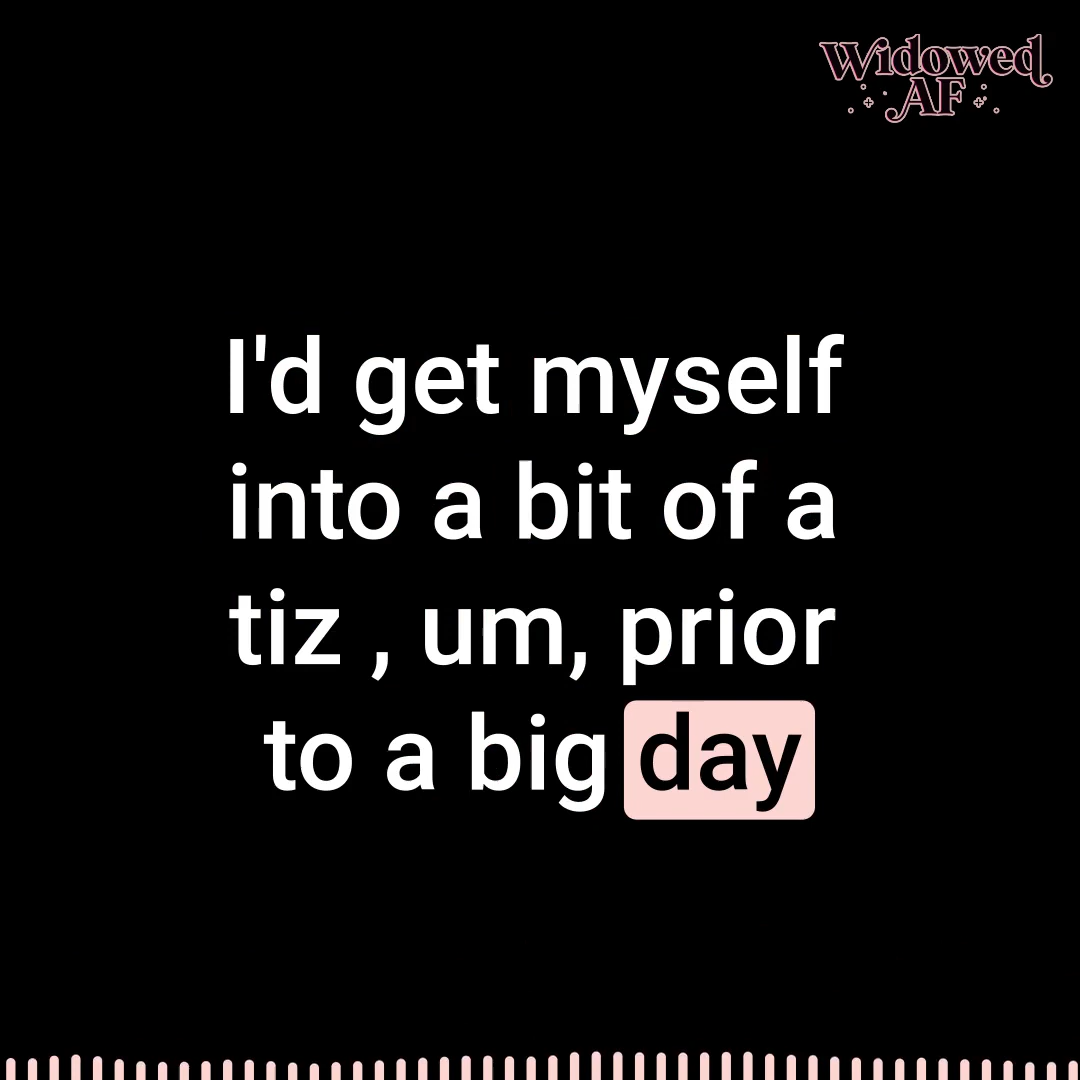 Widowed
AF
I'd get myself
into a bit of a
tiz , um, prior
to a big day